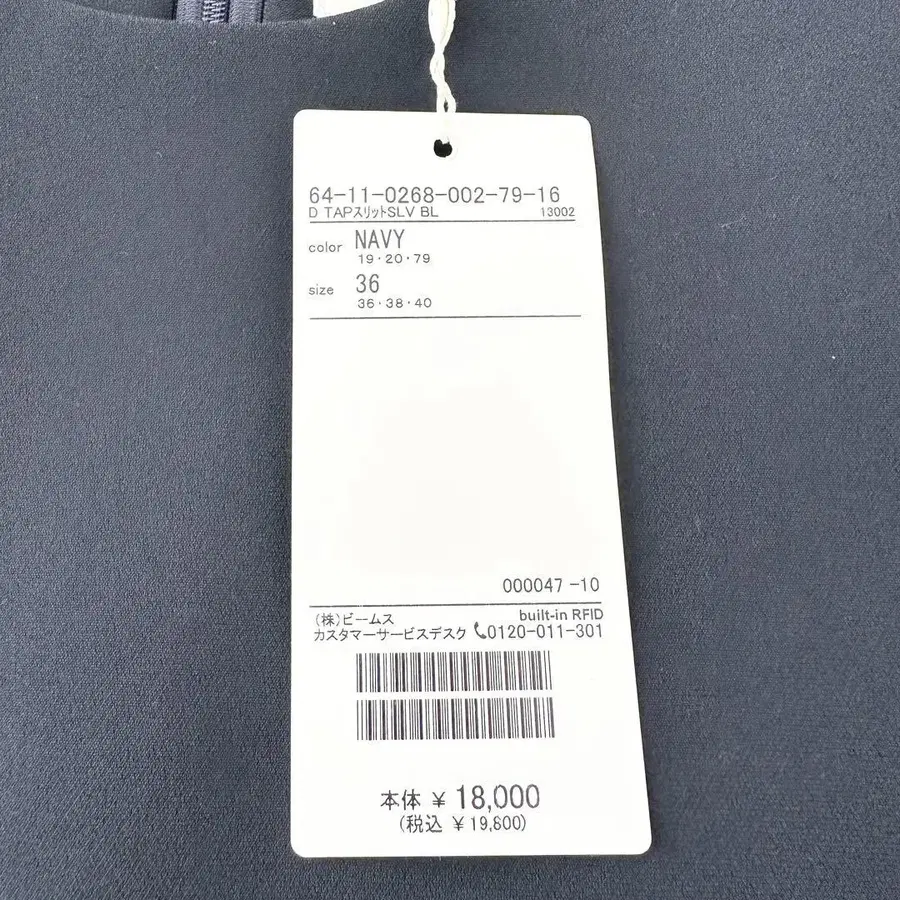 64-11-0268-002-79-16
D TAPスリットSLV BL 13002
color NAVY
19・20・79
size 36
36・38・40
000047 -10
(株)ビームス built-in RFID
カスタマーサービスデスク 0120-011-301
本体 ¥ 18,000
(税込 ¥19,800)